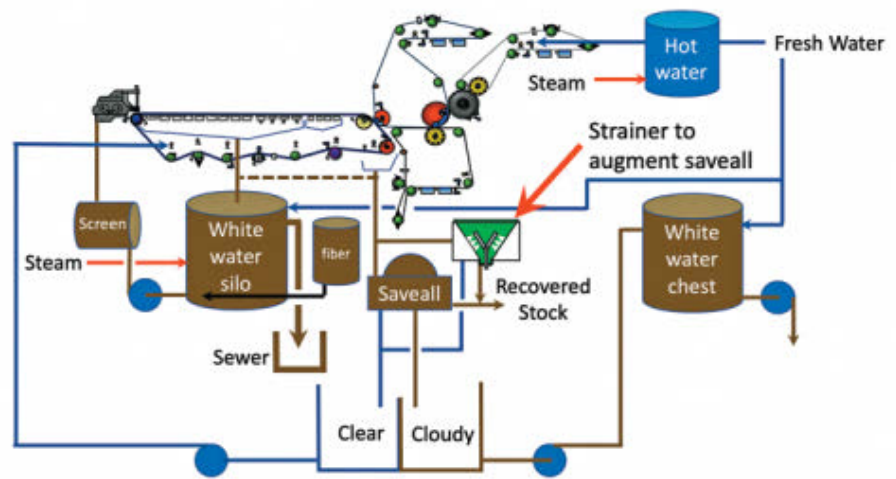 Hot
water
Fresh Water
Steam
Strainer to
augment saveall
Screen
White
water
silo
fiber
White
water
chest
Steam
Saveall
Recovered
Stock
Sewer
Clear
Cloudy